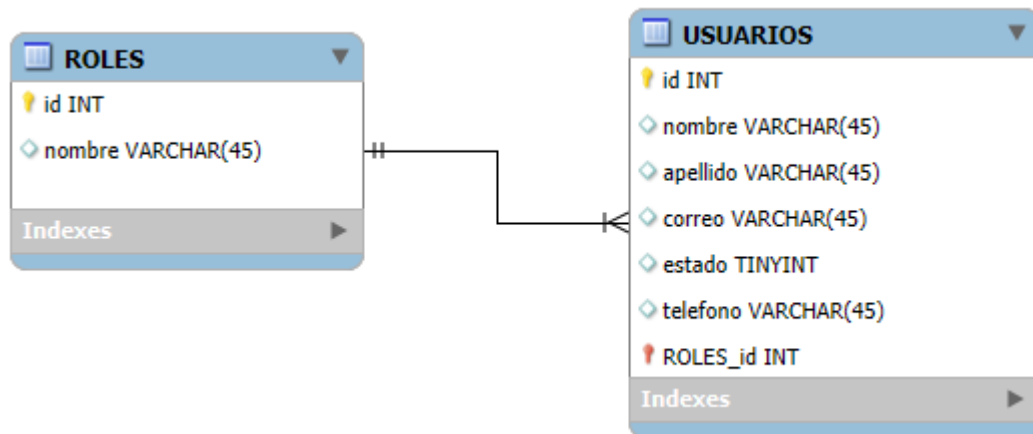 ROLES
id INT
nombre VARCHAR(45)
Indexes
USUARIOS
id INT
nombre VARCHAR(45)
apellido VARCHAR(45)
correo VARCHAR(45)
estado TINYINT
telefono VARCHAR(45)
ROLES_id INT
Indexes